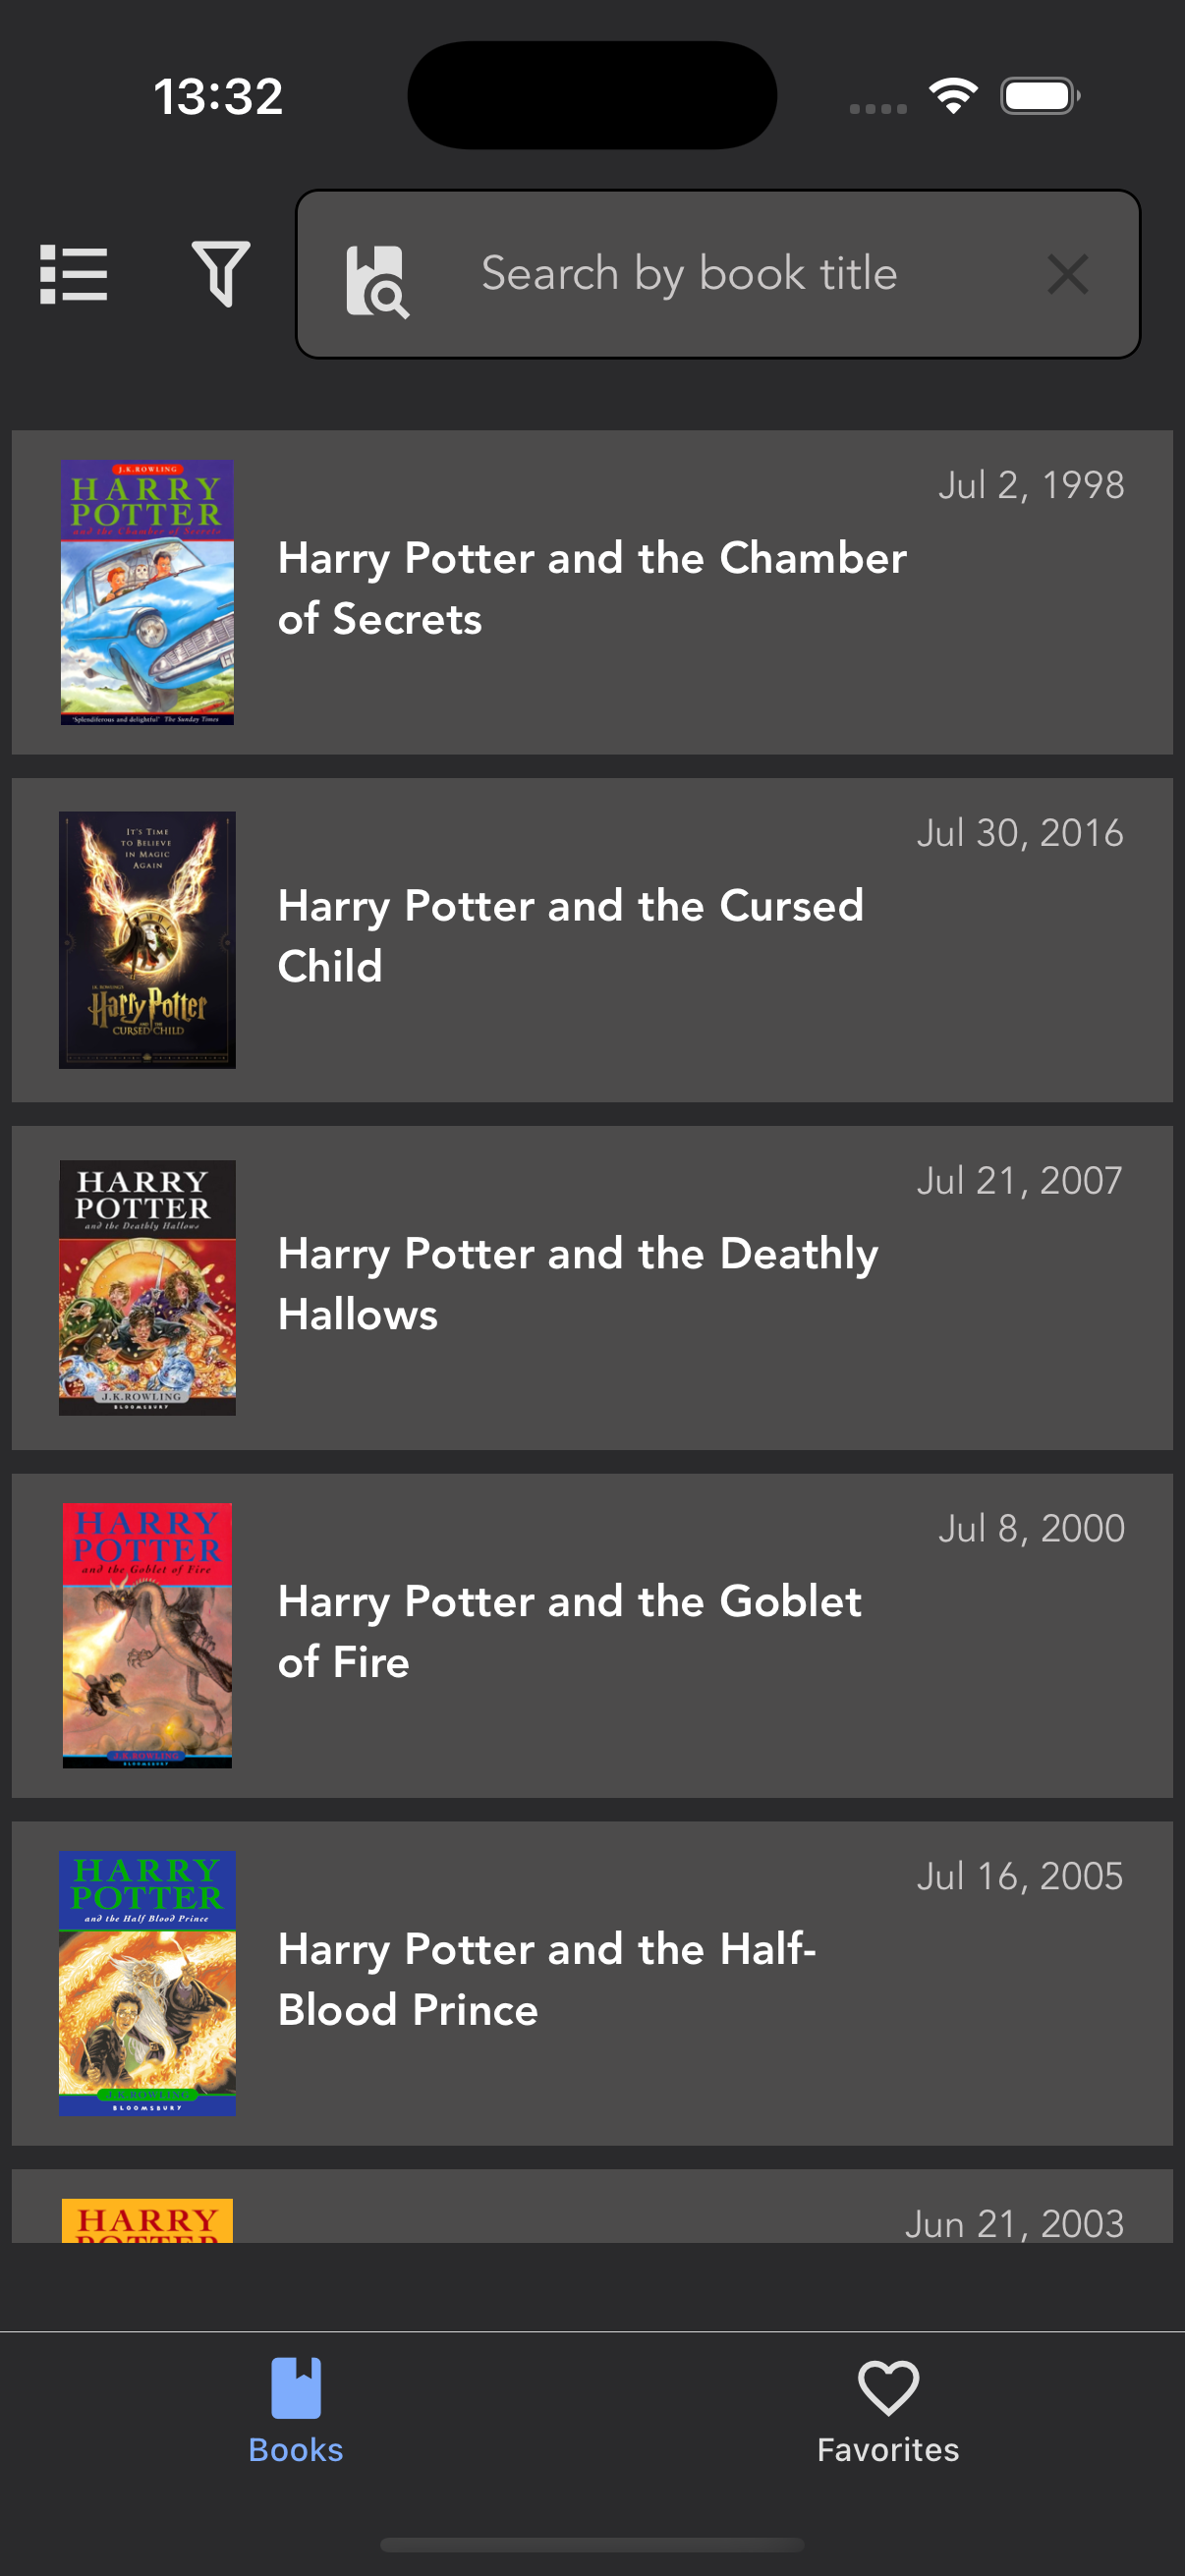 13:32
Search by book title
J.K.ROWLING
HARRY
POTTER
and the Chamber of Secrets
'Splendiferous and delightful' The Sunday Times
Jul 2, 1998
Harry Potter and the Chamber
of Secrets
IT'S TIME
TO BELIEVE
IN MAGIC
AGAIN
J.K. ROWLING'S
Harry Potter
AND THE
CURSED CHILD
Jul 30, 2016
Harry Potter and the Cursed
Child
HARRY
POTTER
and the Deathly Hallows
J.K.ROWLING
BLOOMSBURY
Jul 21, 2007
Harry Potter and the Deathly
Hallows
HARRY
POTTER
and the Goblet of Fire
J.K.ROWLING
BLOOMSBURY
Jul 8, 2000
Harry Potter and the Goblet
of Fire
HARRY
POTTER
and the Half Blood Prince
J.K.ROWLING
BLOOMSBURY
Jul 16, 2005
Harry Potter and the Half-
Blood Prince
HARRY
POTTER
Jun 21, 2003
Books
Favorites